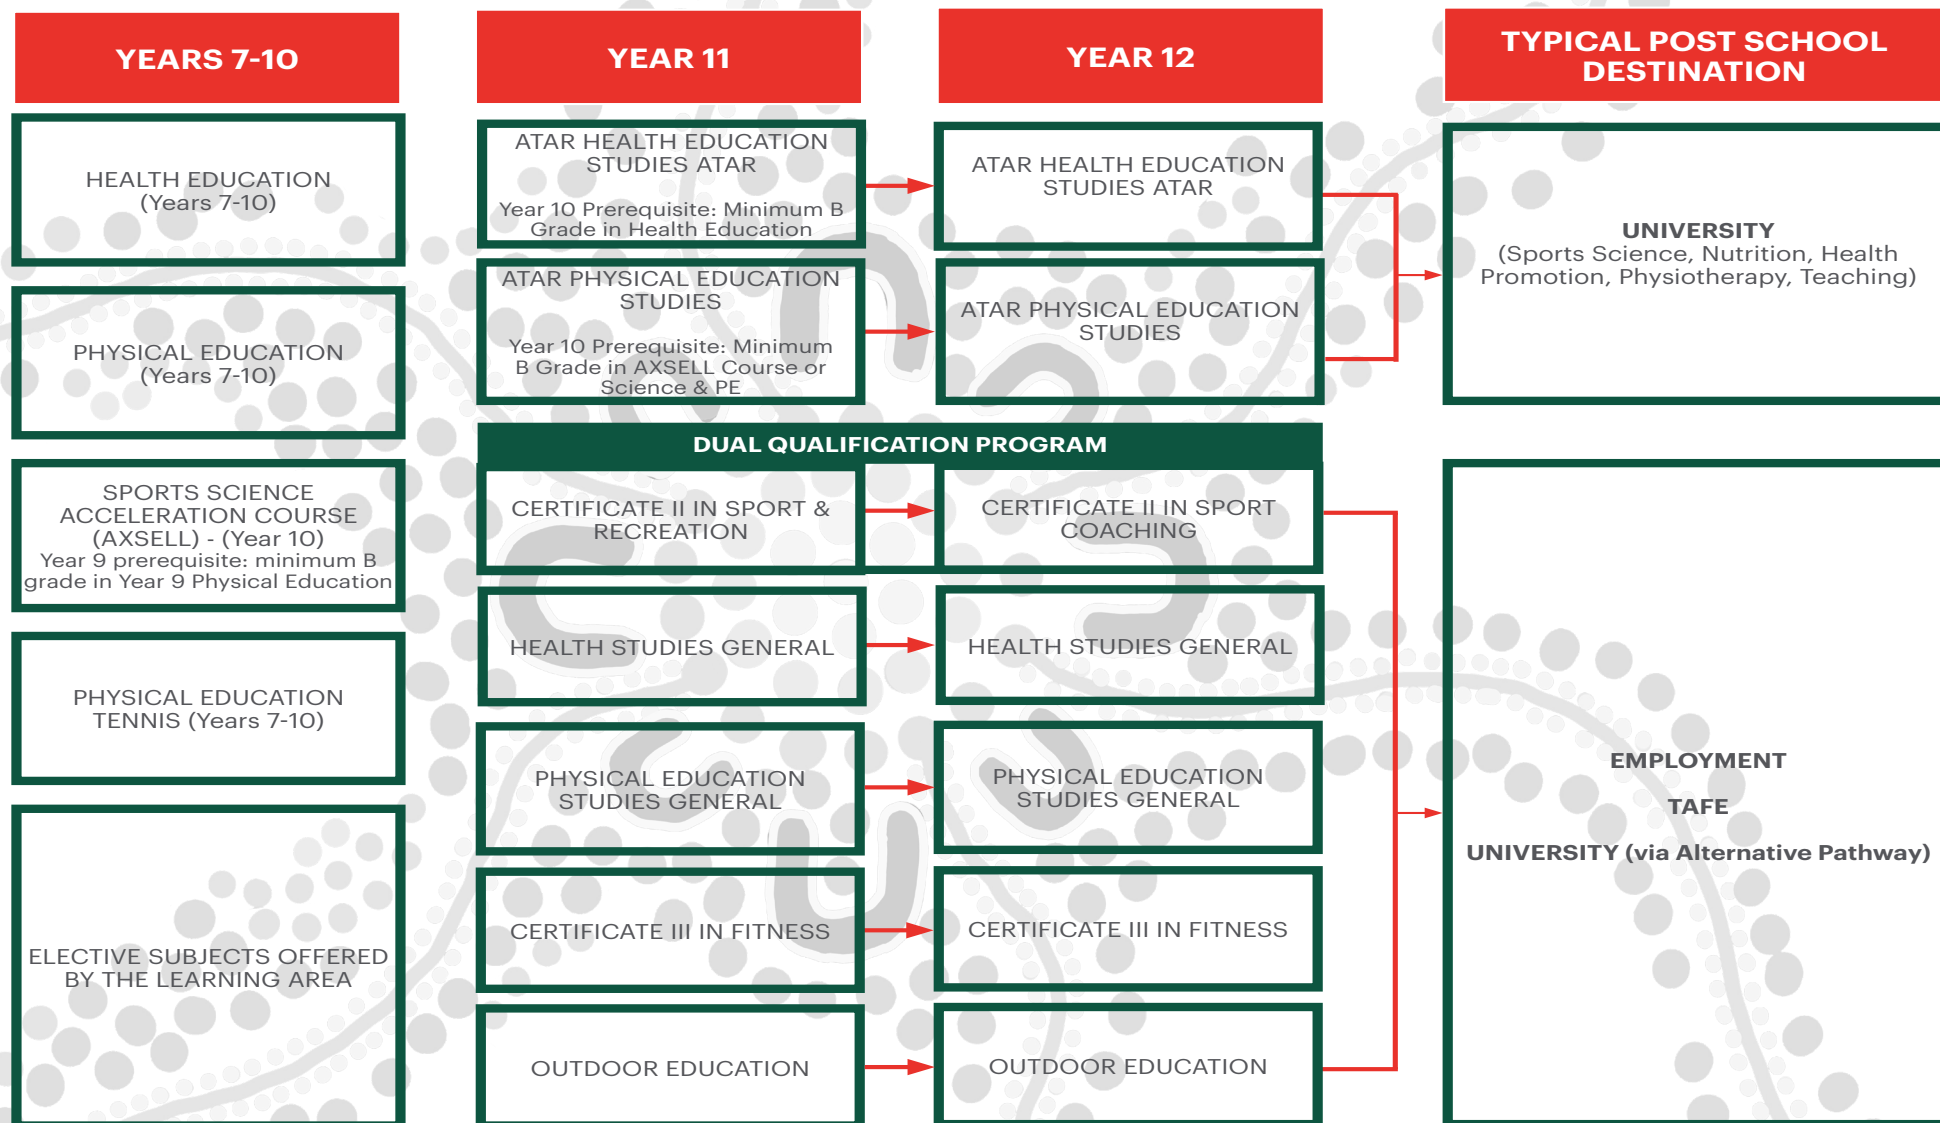 YEARS 7-10
HEALTH EDUCATION
(Years 7-10)
PHYSICAL EDUCATION
(Years 7-10)
SPORTS SCIENCE
ACCELERATION COURSE
(AXSELL) - (Year 10)
Year 9 prerequisite: minimum B
grade in Year 9 Physical Education
PHYSICAL EDUCATION
TENNIS (Years 7-10)
ELECTIVE SUBJECTS OFFERED
BY THE LEARNING AREA
YEAR 11
ATAR HEALTH EDUCATION
STUDIES ATAR
Year 10 Prerequisite: Minimum B
Grade in Health Education
ATAR PHYSICAL EDUCATION
STUDIES
Year 10 Prerequisite: Minimum
B Grade in AXSELL Course or
Science & PE
DUAL QUALIFICATION PROGRAM
CERTIFICATE II IN SPORT &
RECREATION
HEALTH STUDIES GENERAL
PHYSICAL EDUCATION
STUDIES GENERAL
CERTIFICATE III IN FITNESS
OUTDOOR EDUCATION
YEAR 12
ATAR HEALTH EDUCATION
STUDIES ATAR
ATAR PHYSICAL EDUCATION
STUDIES
CERTIFICATE II IN SPORT
COACHING
HEALTH STUDIES GENERAL
PHYSICAL EDUCATION
STUDIES GENERAL
CERTIFICATE III IN FITNESS
OUTDOOR EDUCATION
TYPICAL POST SCHOOL
DESTINATION
UNIVERSITY
(Sports Science, Nutrition, Health
Promotion, Physiotherapy, Teaching)
EMPLOYMENT
TAFE
UNIVERSITY (via Alternative Pathway)